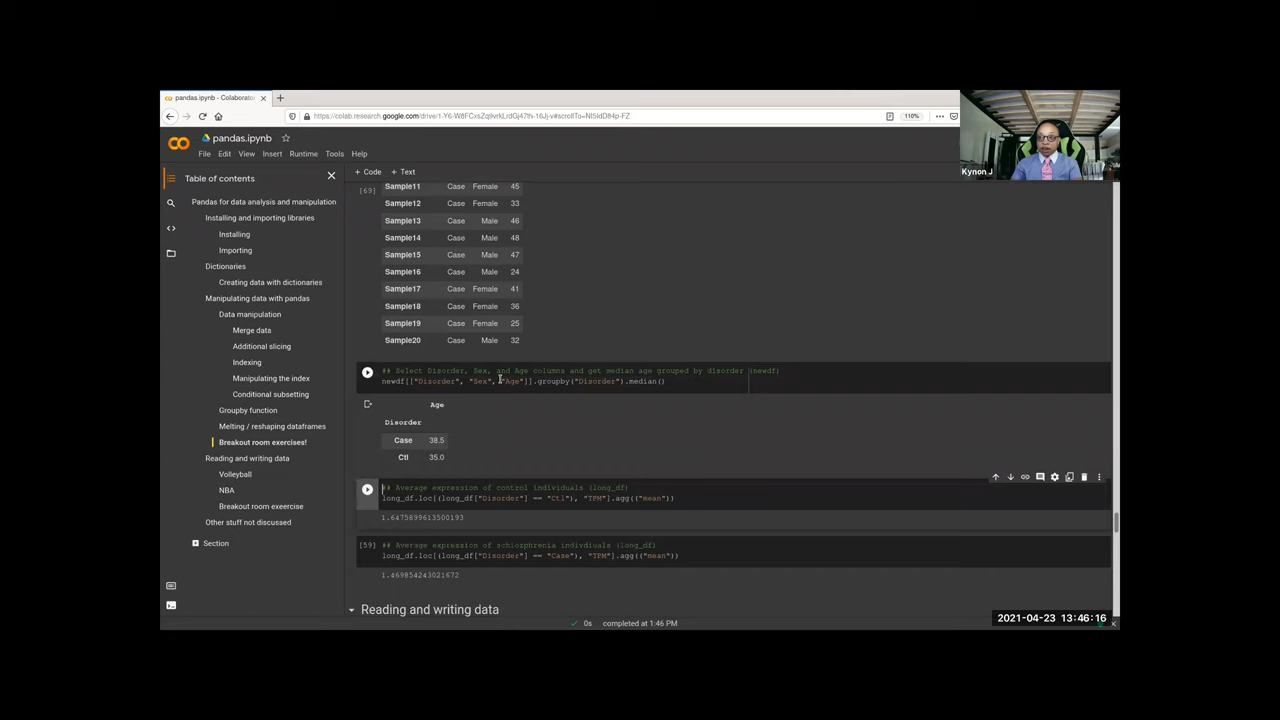 pandas.ipynb - Colaborato
https://colab.research.google.com/drive/1-Y6-W8FCxsZqtlvrkLrdGj47th-16Jj-v#scrollTo=NI5IdD84p-FZ
110%
pandas.ipynb
File Edit View Insert Runtime Tools Help
Kynon J
Table of contents
+ Code + Text
Pandas for data analysis and manipulation
Installing and importing libraries
Installing
Importing
Dictionaries
Creating data with dictionaries
Manipulating data with pandas
Data manipulation
Merge data
Additional slicing
Indexing
Manipulating the index
Conditional subsetting
Groupby function
Melting / reshaping dataframes
Breakout room exercises!
Reading and writing data
Volleyball
NBA
Breakout room exeercise
Other stuff not discussed
Section
[69]
Sample11 Case Female 45
Sample12 Case Female 33
Sample13 Case Male 46
Sample14 Case Male 48
Sample15 Case Male 47
Sample16 Case Male 24
Sample17 Case Female 41
Sample18 Case Female 36
Sample19 Case Female 25
Sample20 Case Male 32
## Select Disorder, Sex, and Age columns and get median age grouped by disorder (newdf)
newdf[["Disorder", "Sex", "Age"]].groupby("Disorder").median()
Age
Disorder
Case 38.5
Ctl 35.0
## Average expression of control individuals (long_df)
long_df.loc[(long_df["Disorder"] == "Ctl"), "TPM"].agg(("mean"))
1.6475899613500193
[59] ## Average expression of schiozphrenia indivdiuals (long_df)
long_df.loc[(long_df["Disorder"] == "Case"), "TPM"].agg(("mean"))
1.469854243021672
Reading and writing data
0s completed at 1:46 PM
2021-04-23 13:46:16